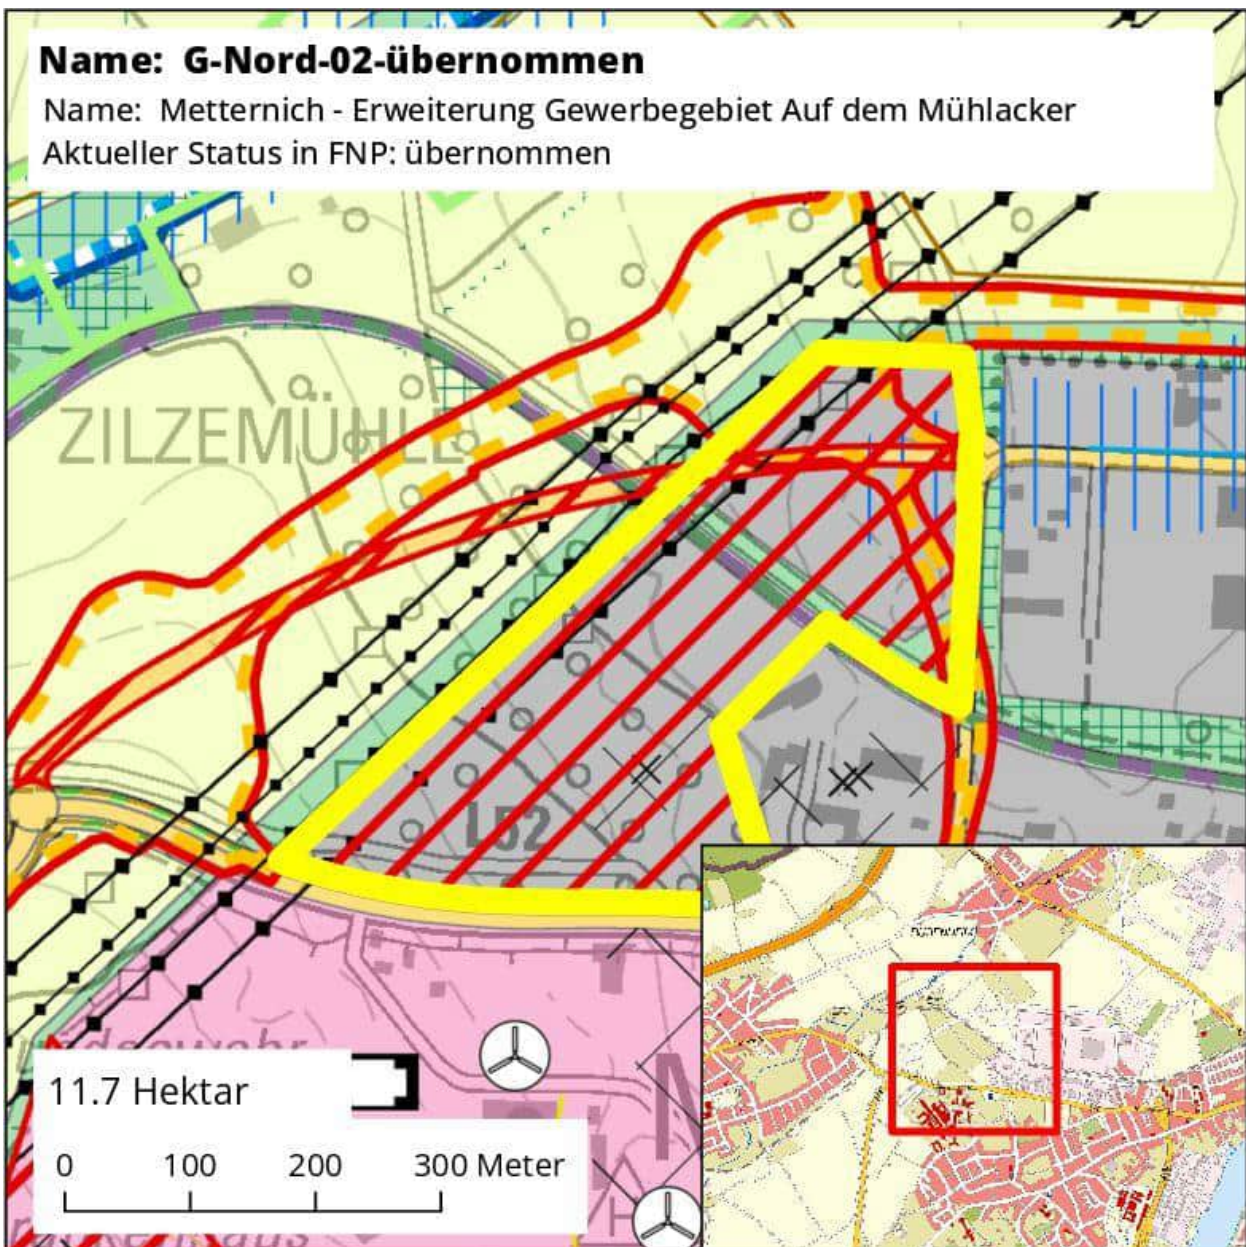 Name: G-Nord-02-übernommen
Name: Metternich - Erweiterung Gewerbegebiet Auf dem Mühlacker
Aktueller Status in FNP: übernommen
ZILZEMÜHLE
L52
11.7 Hektar
0 100 200 300 Meter